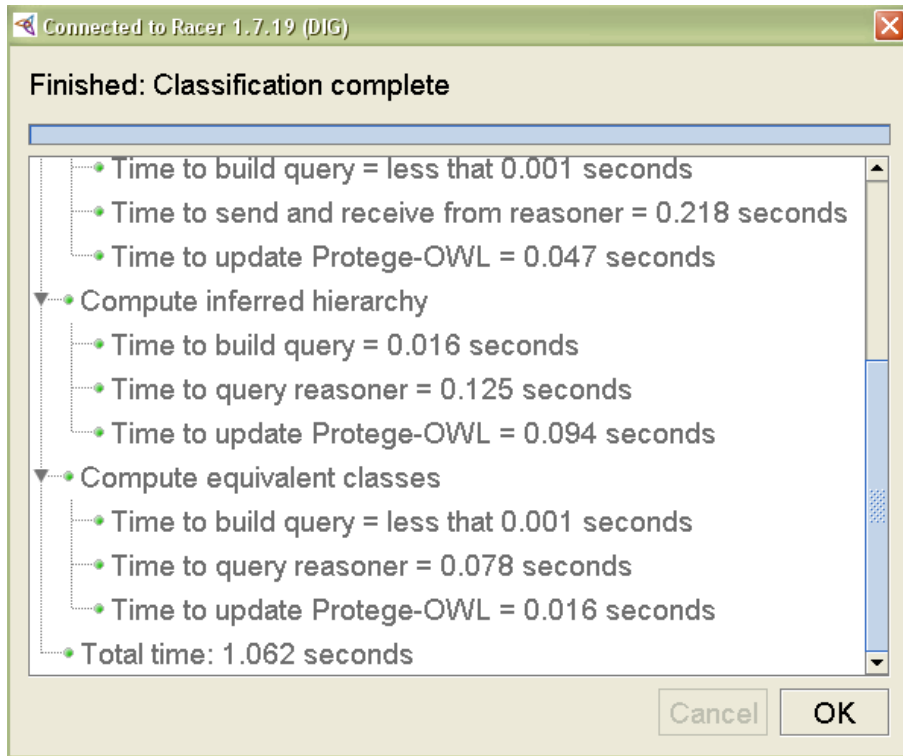 Connected to Racer 1.7.19 (DIG)
Finished: Classification complete
Time to build query = less that 0.001 seconds
Time to send and receive from reasoner = 0.218 seconds
Time to update Protege-OWL = 0.047 seconds
Compute inferred hierarchy
Time to build query = 0.016 seconds
Time to query reasoner = 0.125 seconds
Time to update Protege-OWL = 0.094 seconds
Compute equivalent classes
Time to build query = less that 0.001 seconds
Time to query reasoner = 0.078 seconds
Time to update Protege-OWL = 0.016 seconds
Total time: 1.062 seconds
Cancel OK